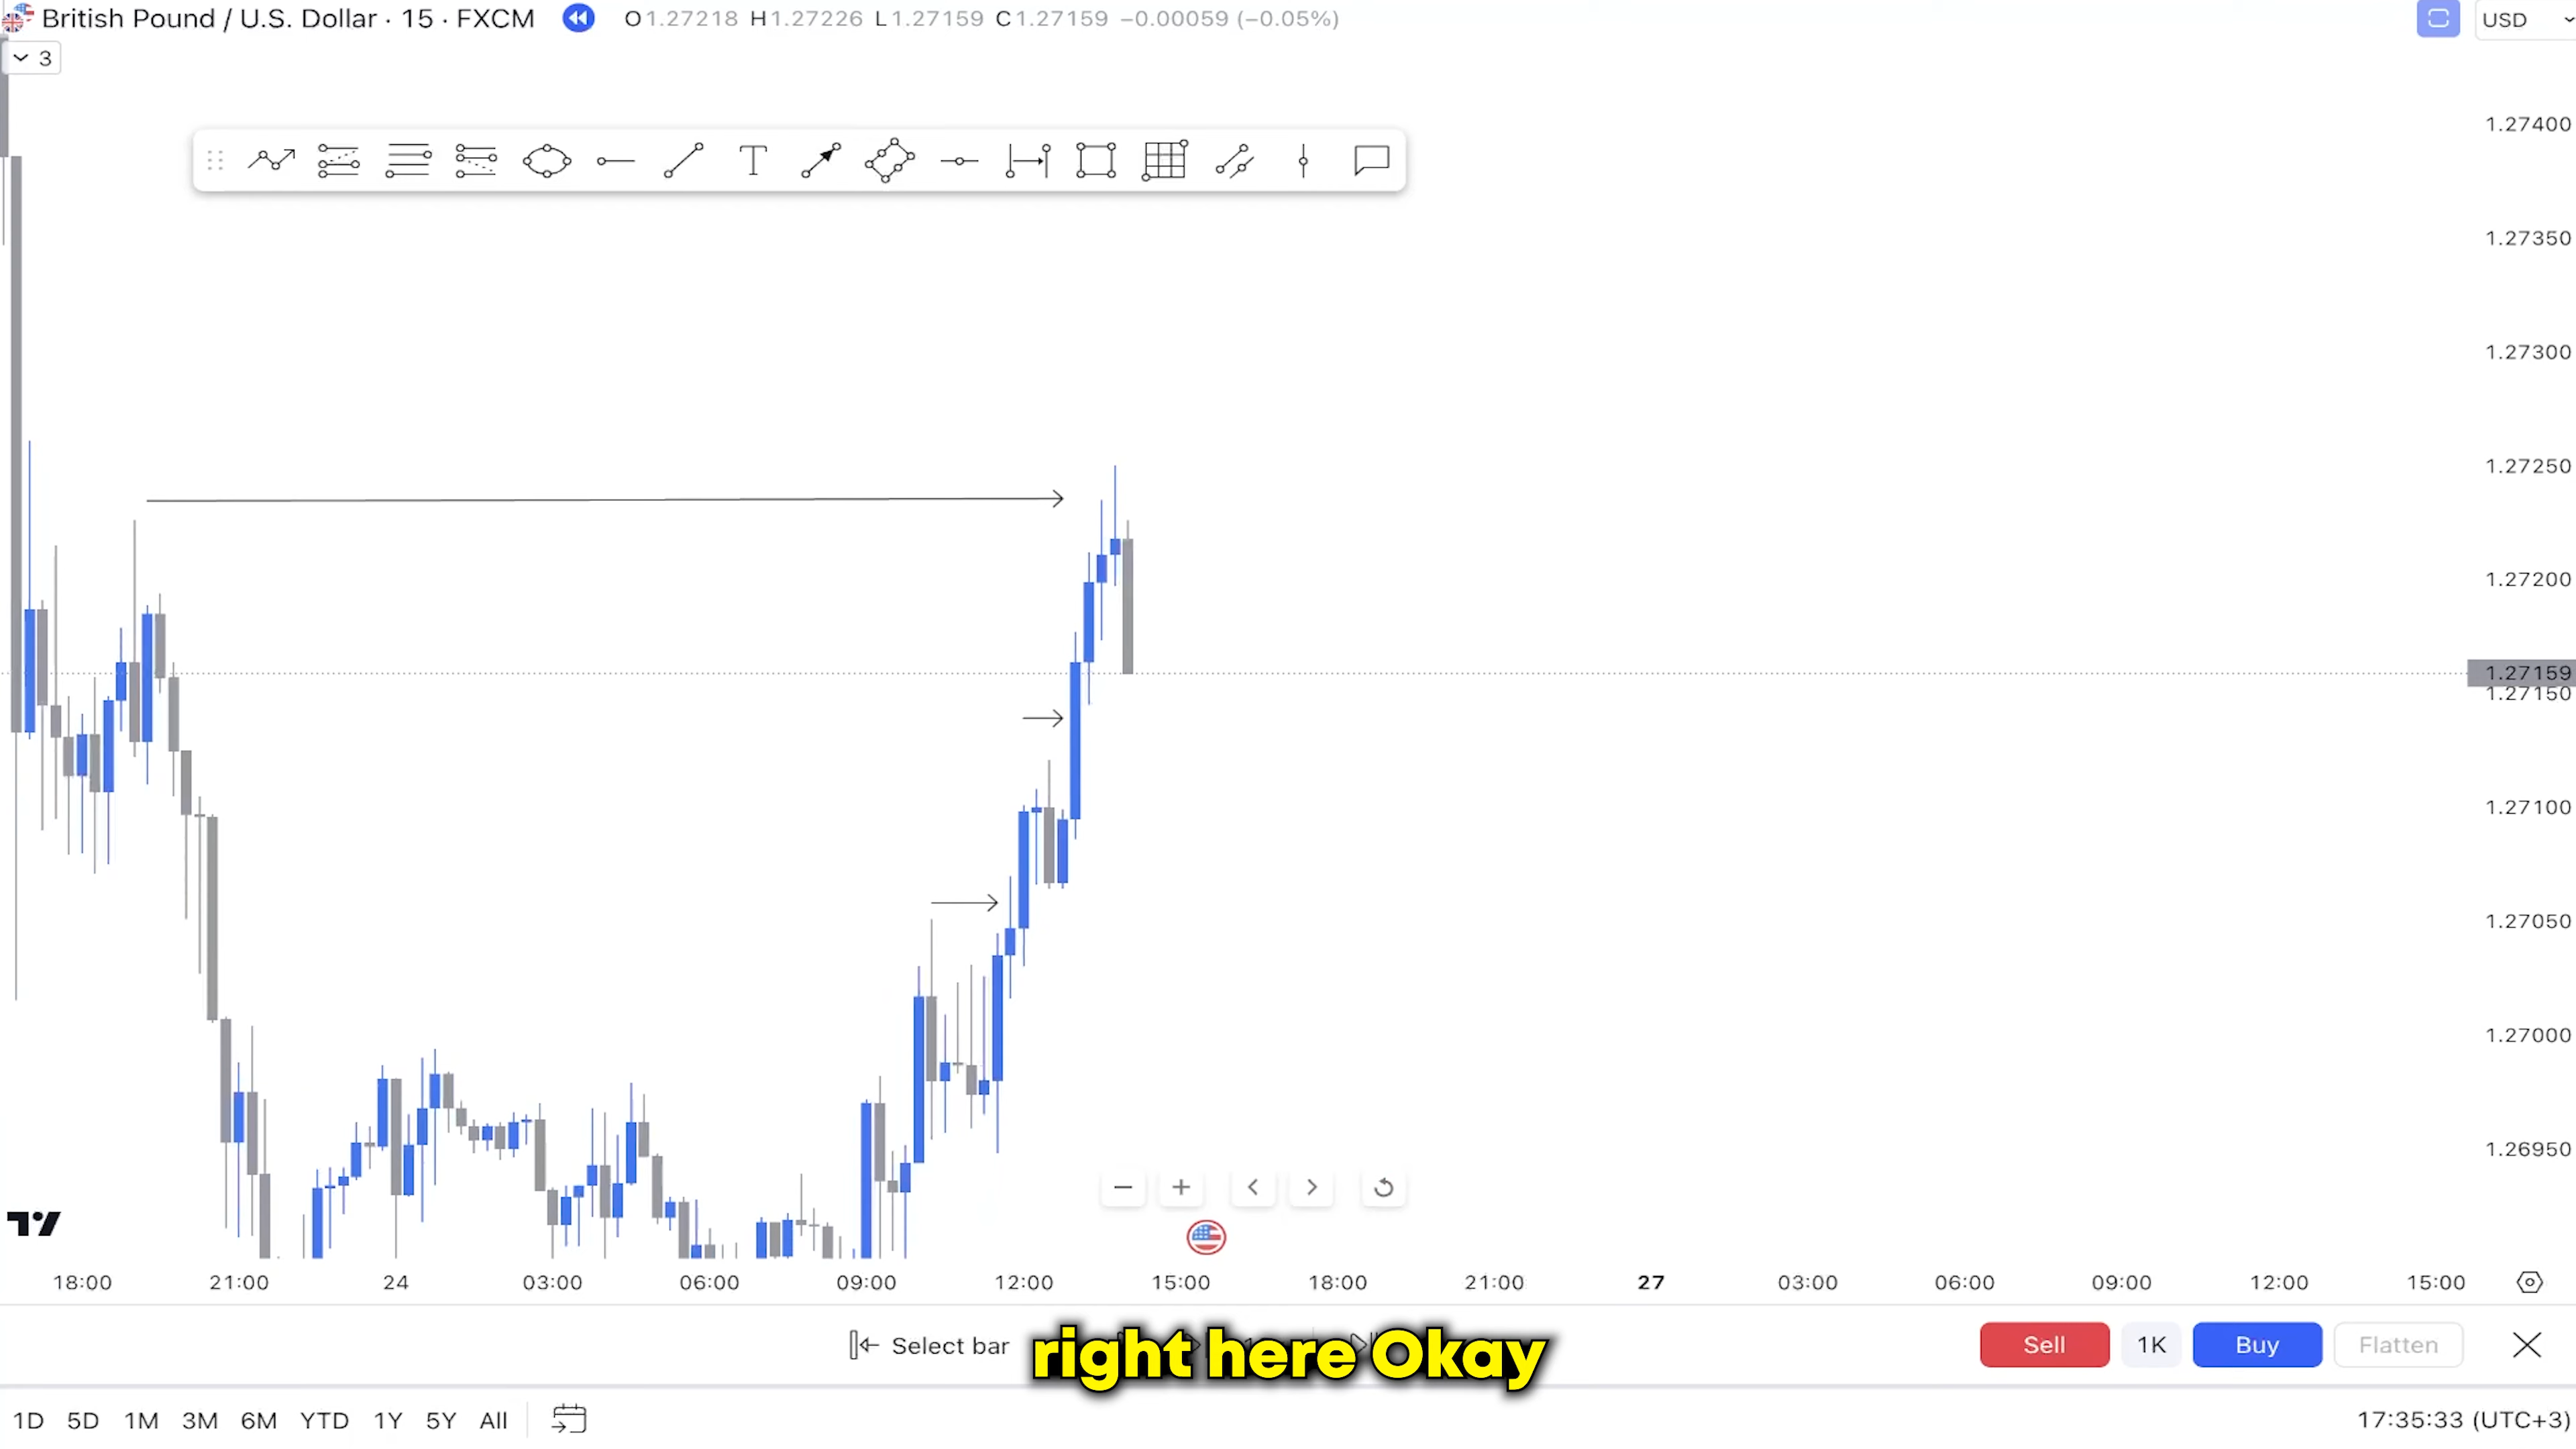 British Pound / U.S. Dollar · 15 · FXCM O1.27218 H1.27226 L1.27159 C1.27159 −0.00059 (−0.05%) USD
3
1.27400
1.27350
1.27300
1.27250
1.27200
1.27159
1.27150
1.27100
1.27050
1.27000
1.26950
18:00 21:00 24 03:00 06:00 09:00 12:00 15:00 18:00 21:00 27 03:00 06:00 09:00 12:00 15:00
Select bar
right here Okay
Sell 1K Buy Flatten
1D 5D 1M 3M 6M YTD 1Y 5Y All 17:35:33 (UTC+3)